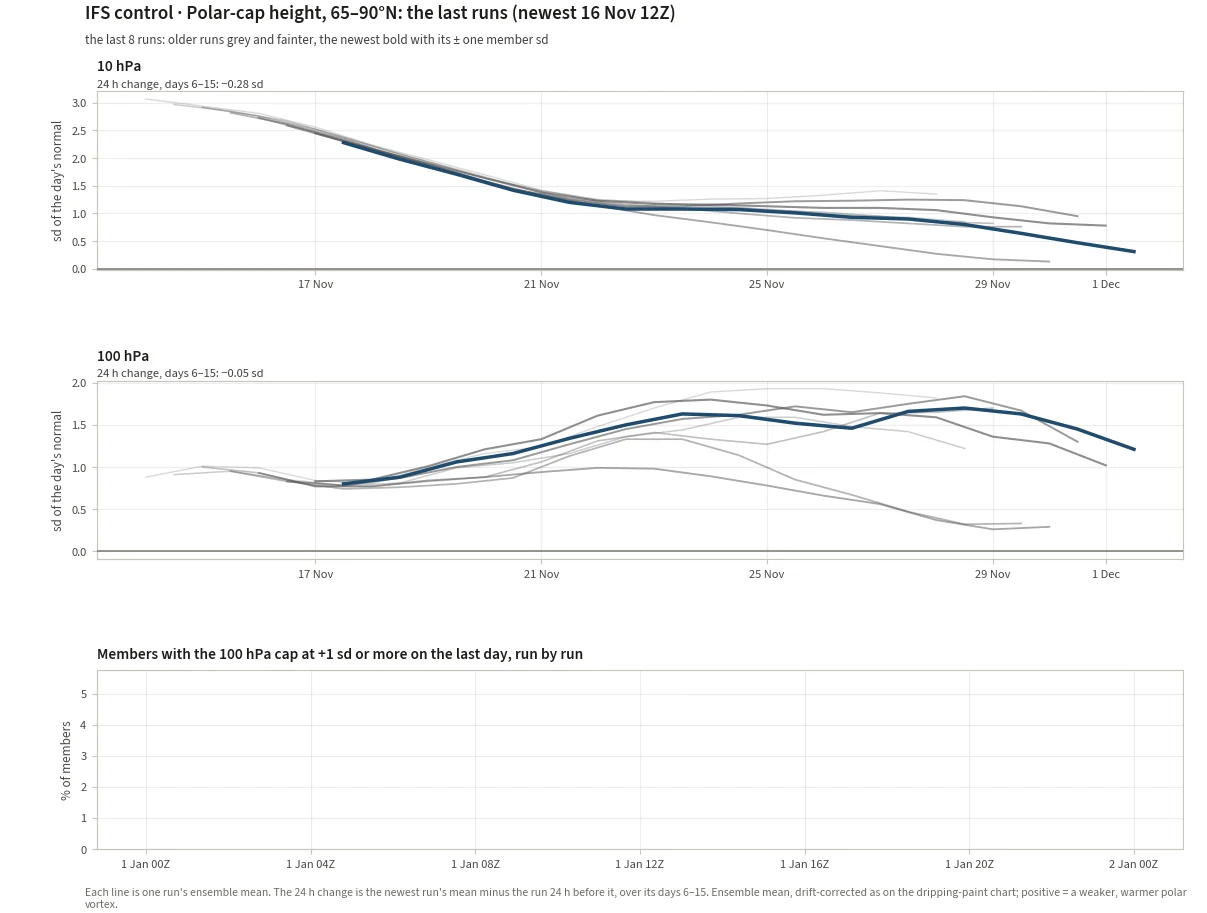 IFS control · Polar-cap height, 65–90°N: the last runs (newest 16 Nov 12Z)
the last 8 runs: older runs grey and fainter, the newest bold with its ± one member sd
10 hPa
24 h change, days 6–15: −0.28 sd
3.0
2.5
2.0
1.5
1.0
0.5
0.0
sd of the day's normal
17 Nov
21 Nov
25 Nov
29 Nov
1 Dec
100 hPa
24 h change, days 6–15: −0.05 sd
2.0
1.5
1.0
0.5
0.0
sd of the day's normal
17 Nov
21 Nov
25 Nov
29 Nov
1 Dec
Members with the 100 hPa cap at +1 sd or more on the last day, run by run
5
4
3
2
1
0
% of members
1 Jan 00Z
1 Jan 04Z
1 Jan 08Z
1 Jan 12Z
1 Jan 16Z
1 Jan 20Z
2 Jan 00Z
Each line is one run's ensemble mean. The 24 h change is the newest run's mean minus the run 24 h before it, over its days 6–15. Ensemble mean, drift-corrected as on the dripping-paint chart; positive = a weaker, warmer polar
vortex.